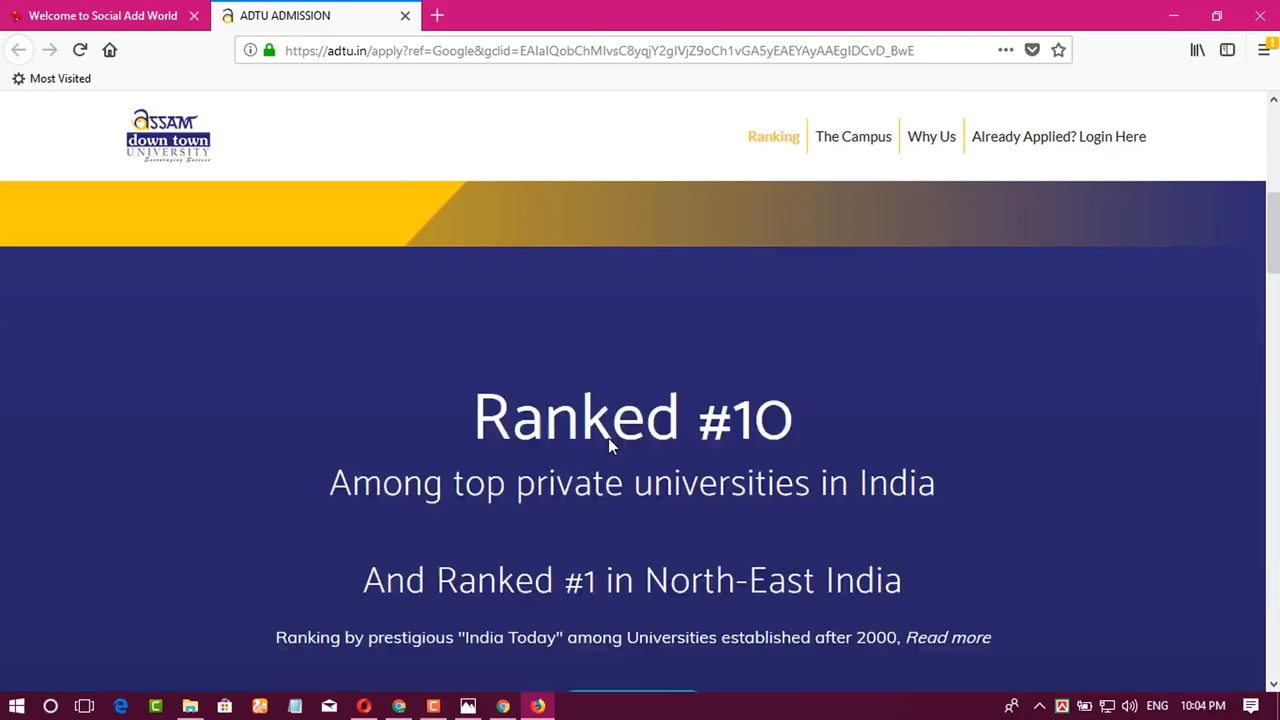 Welcome to Social Add World
ADTU ADMISSION
https://adtu.in/apply?ref=Google&gclid=EAIaIQobChMIvsC8yqjY2gIVjZ9oCh1vGA5yEAEYAyAAEgIDCvD_BwE
Most Visited
assam
down town
UNIVERSITY
Encouraging Success
Ranking
The Campus
Why Us
Already Applied? Login Here
Ranked #10
Among top private universities in India
And Ranked #1 in North-East India
Ranking by prestigious "India Today" among Universities established after 2000, Read more
ENG
10:04 PM